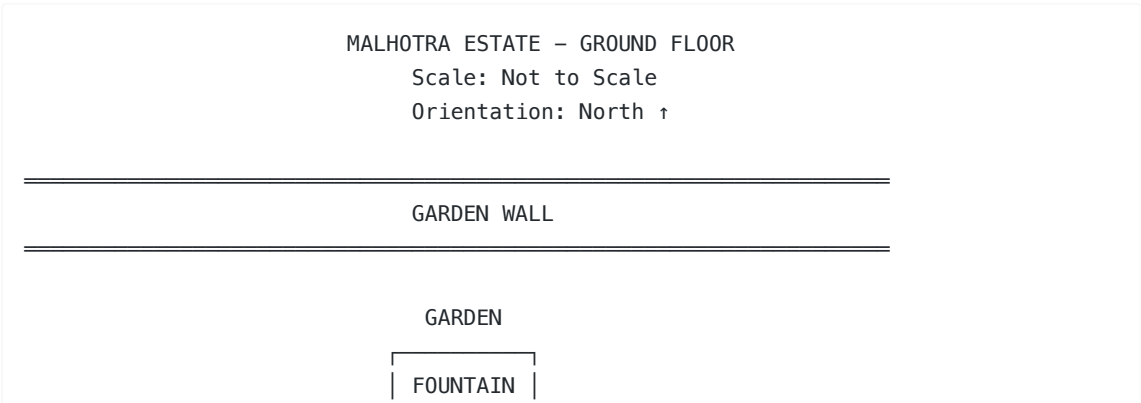 MALHOTRA ESTATE – GROUND FLOOR
Scale: Not to Scale
Orientation: North ↑
GARDEN WALL
GARDEN
FOUNTAIN